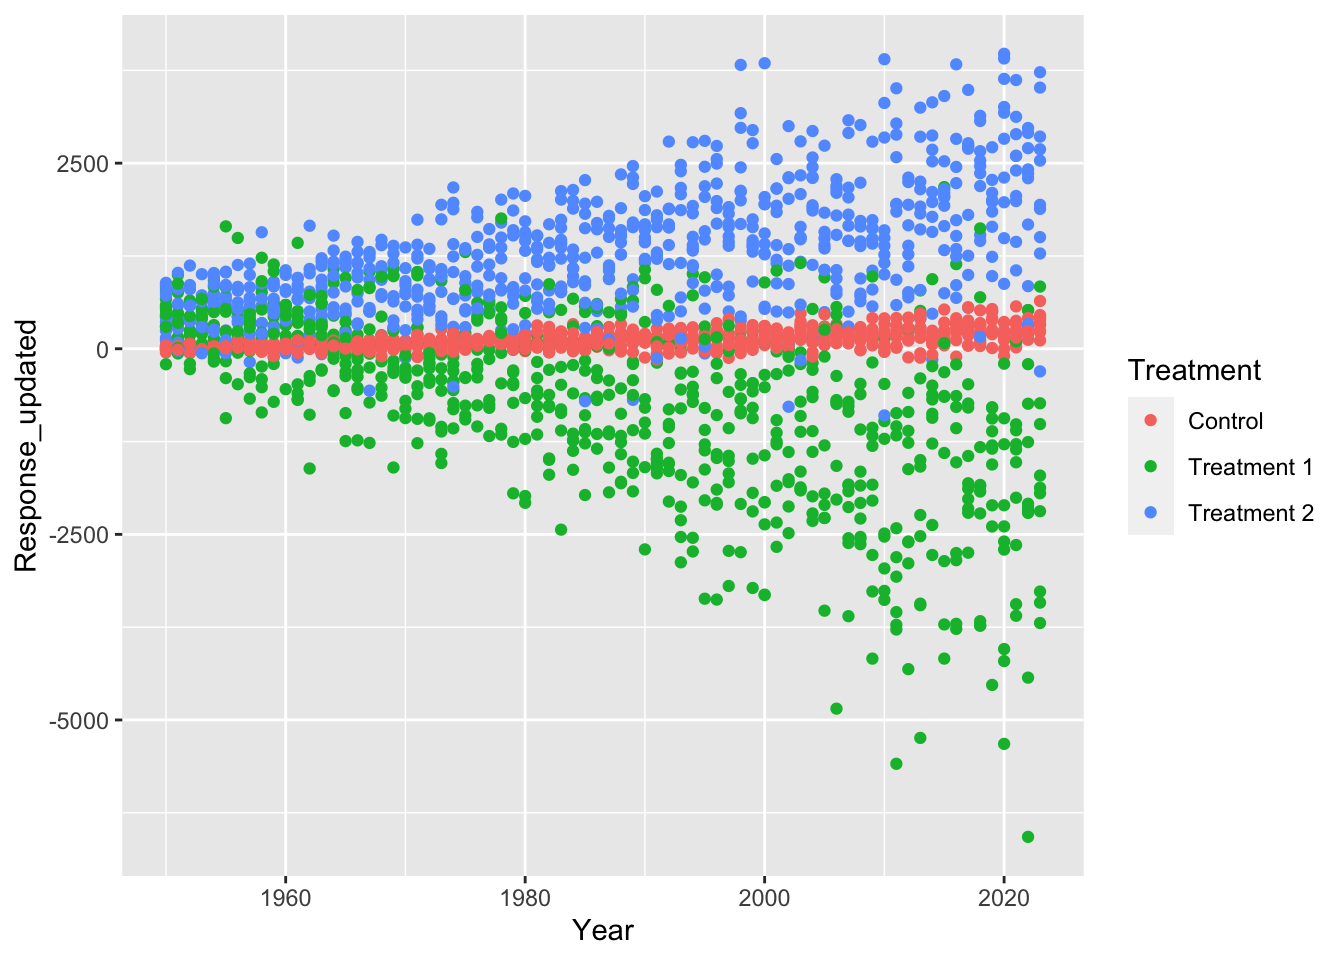 2500
0
-2500
-5000
Response_updated
1960
1980
2000
2020
Year
Treatment
Control
Treatment 1
Treatment 2